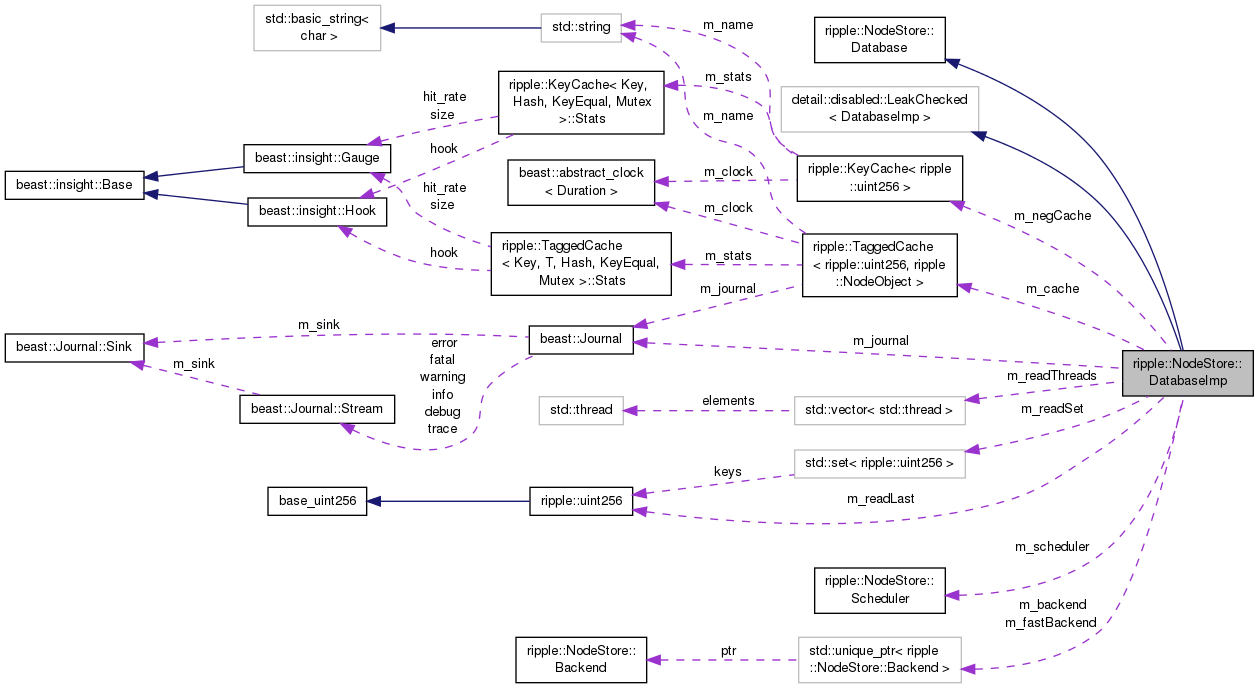 std::basic_string<
char >
std::string
m_name
ripple::NodeStore::
Database
ripple::KeyCache< Key,
Hash, KeyEqual, Mutex
>::Stats
m_stats
detail::disabled::LeakChecked
< DatabaseImp >
hit_rate
size
m_name
beast::insight::Gauge
hook
beast::insight::Base
beast::abstract_clock
< Duration >
m_clock
ripple::KeyCache< ripple
::uint256 >
hit_rate
size
beast::insight::Hook
m_clock
m_negCache
hook
ripple::TaggedCache
< Key, T, Hash, KeyEqual,
Mutex >::Stats
m_stats
ripple::TaggedCache
< ripple::uint256, ripple
::NodeObject >
m_journal
m_cache
m_sink
beast::Journal::Sink
beast::Journal
m_journal
error
fatal
warning
info
debug
trace
m_sink
ripple::NodeStore::
DatabaseImp
m_readThreads
beast::Journal::Stream
std::thread
elements
std::vector< std::thread >
m_readSet
std::set< ripple::uint256 >
keys
base_uint256
ripple::uint256
m_readLast
m_scheduler
ripple::NodeStore::
Scheduler
m_backend
m_fastBackend
ripple::NodeStore::
Backend
ptr
std::unique_ptr< ripple
::NodeStore::Backend >